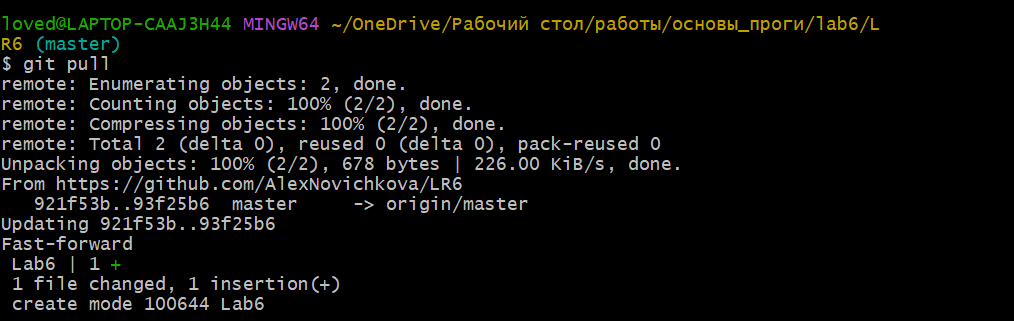 loved@LAPTOP-CAAJ3H44 MINGW64 ~/OneDrive/Рабочий стол/работы/основы_проги/lab6/L
R6 (master)
$ git pull
remote: Enumerating objects: 2, done.
remote: Counting objects: 100% (2/2), done.
remote: Compressing objects: 100% (2/2), done.
remote: Total 2 (delta 0), reused 0 (delta 0), pack-reused 0
Unpacking objects: 100% (2/2), 678 bytes | 226.00 KiB/s, done.
From https://github.com/AlexNovichkova/LR6
   921f53b..93f25b6  master     -> origin/master
Updating 921f53b..93f25b6
Fast-forward
 Lab6 | 1 +
 1 file changed, 1 insertion(+)
 create mode 100644 Lab6